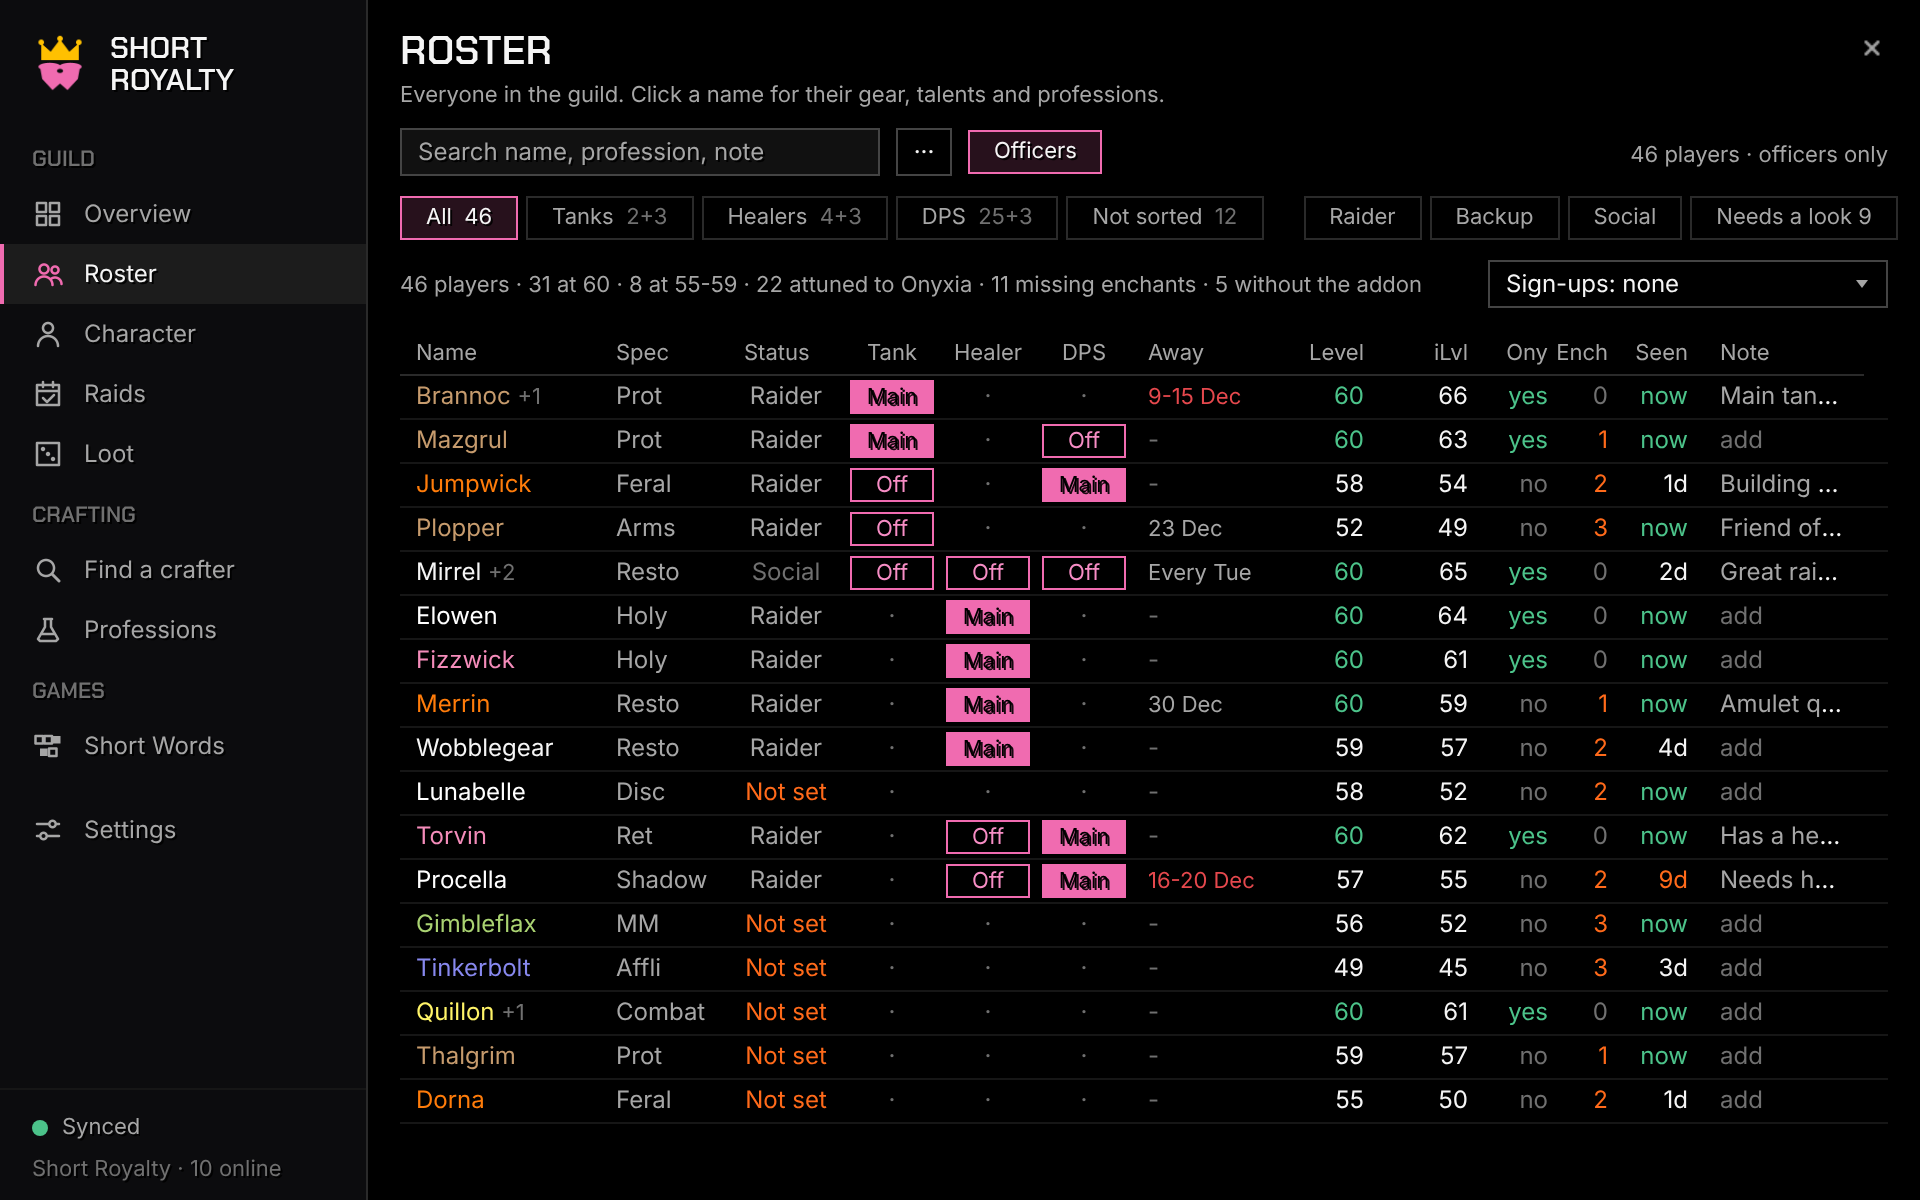 SHORT
ROYALTY
GUILD
Overview
Roster
Character
Raids
Loot
CRAFTING
Find a crafter
Professions
GAMES
Short Words
Settings
Synced
Short Royalty · 10 online
ROSTER
×
Everyone in the guild. Click a name for their gear, talents and professions.
Search name, profession, note ... Officers 46 players · officers only
All 46 Tanks 2+3 Healers 4+3 DPS 25+3 Not sorted 12 Raider Backup Social Needs a look 9
46 players · 31 at 60 · 8 at 55-59 · 22 attuned to Onyxia · 11 missing enchants · 5 without the addon Sign-ups: none
Name Spec Status Tank Healer DPS Away Level iLvl Ony Ench Seen Note
Brannoc +1 Prot Raider Main · · 9-15 Dec 60 66 yes 0 now Main tan...
Mazgrul Prot Raider Main · Off - 60 63 yes 1 now add
Jumpwick Feral Raider Off · Main - 58 54 no 2 1d Building ...
Plopper Arms Raider Off · · 23 Dec 52 49 no 3 now Friend of...
Mirrel +2 Resto Social Off Off Off Every Tue 60 65 yes 0 2d Great rai...
Elowen Holy Raider · Main · - 60 64 yes 0 now add
Fizzwick Holy Raider · Main · - 60 61 yes 0 now add
Merrin Resto Raider · Main · 30 Dec 60 59 no 1 now Amulet q...
Wobblegear Resto Raider · Main · - 59 57 no 2 4d add
Lunabelle Disc Not set · · · - 58 52 no 2 now add
Torvin Ret Raider · Off Main - 60 62 yes 0 now Has a he...
Procella Shadow Raider · Off Main 16-20 Dec 57 55 no 2 9d Needs h...
Gimbleflax MM Not set · · · - 56 52 no 3 now add
Tinkerbolt Affli Not set · · · - 49 45 no 3 3d add
Quillon +1 Combat Not set · · · - 60 61 yes 0 now add
Thalgrim Prot Not set · · · - 59 57 no 1 now add
Dorna Feral Not set · · · - 55 50 no 2 1d add